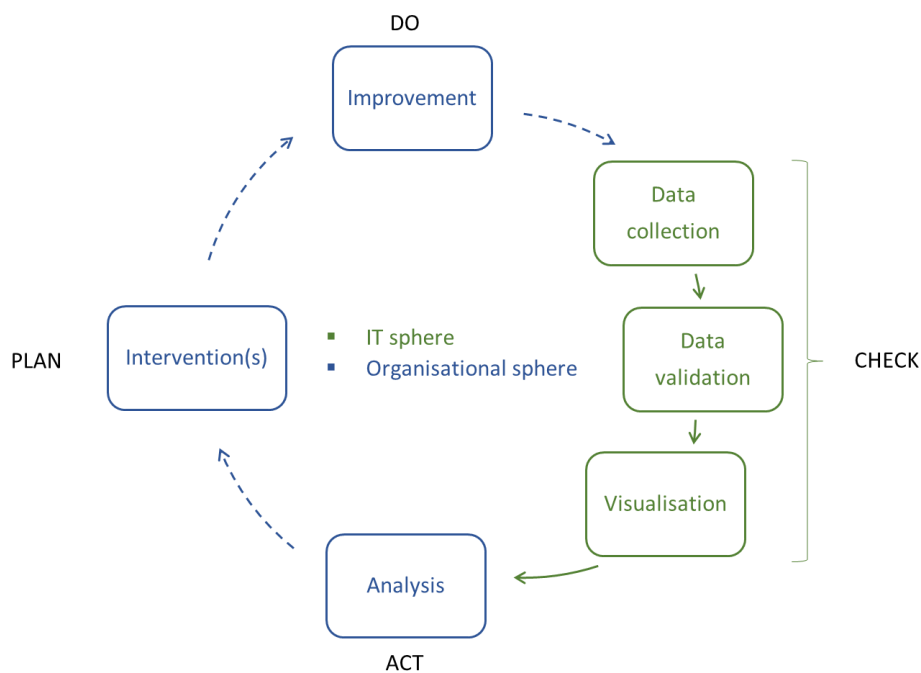 DO
Improvement
Data
collection
Data
validation
IT sphere
Organisational sphere
Intervention(s)
PLAN
CHECK
Visualisation
Analysis
ACT